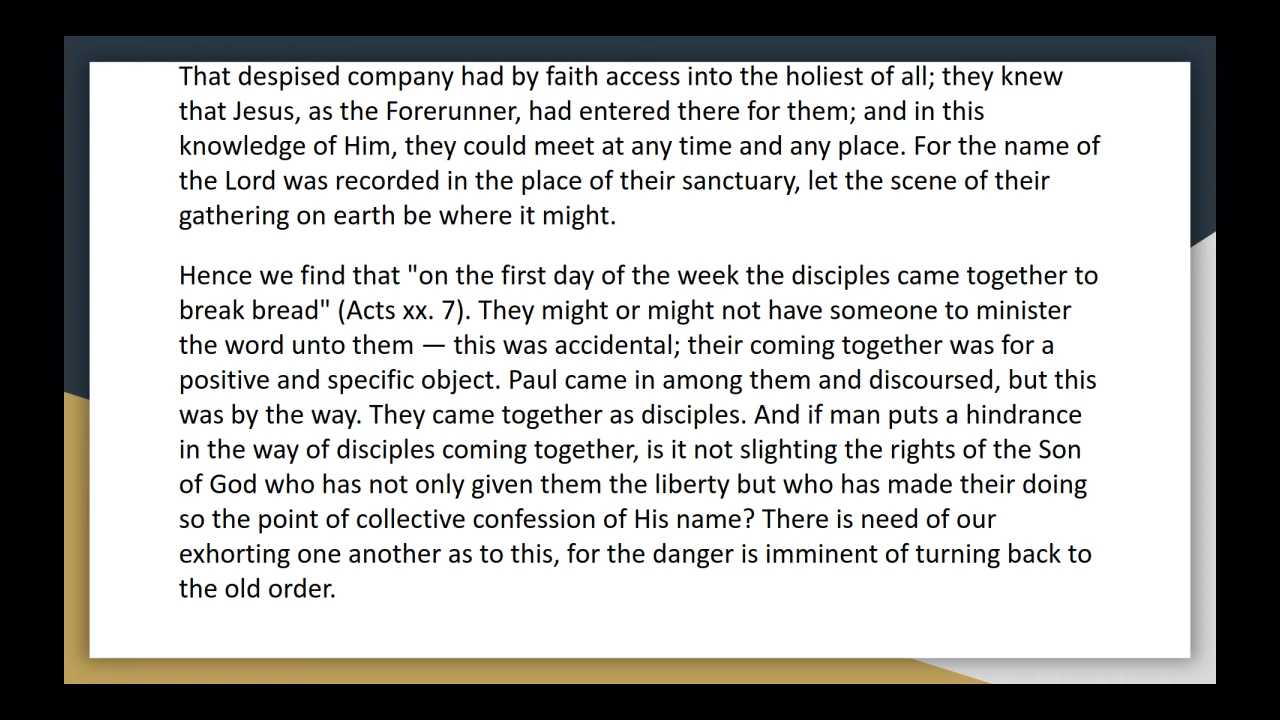 That despised company had by faith access into the holiest of all; they knew
that Jesus, as the Forerunner, had entered there for them; and in this
knowledge of Him, they could meet at any time and any place. For the name of
the Lord was recorded in the place of their sanctuary, let the scene of their
gathering on earth be where it might.
Hence we find that "on the first day of the week the disciples came together to
break bread" (Acts xx. 7). They might or might not have someone to minister
the word unto them — this was accidental; their coming together was for a
positive and specific object. Paul came in among them and discoursed, but this
was by the way. They came together as disciples. And if man puts a hindrance
in the way of disciples coming together, is it not slighting the rights of the Son
of God who has not only given them the liberty but who has made their doing
so the point of collective confession of His name? There is need of our
exhorting one another as to this, for the danger is imminent of turning back to
the old order.